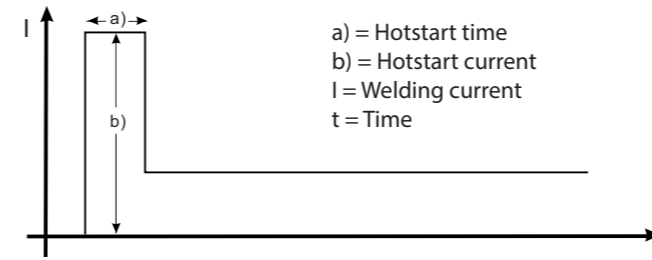 I
a)
b)
a) = Hotstart time
b) = Hotstart current
I = Welding current
t = Time